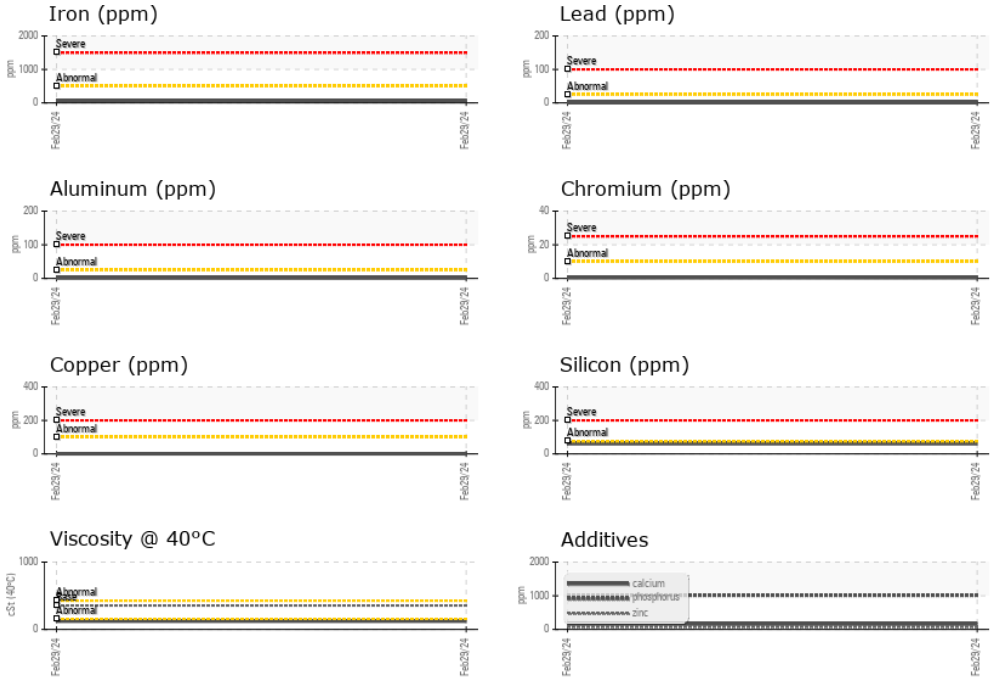 Iron (ppm)
2000
1000
0
ppm
Severe
Abnormal
Feb29/24
Feb29/24
Lead (ppm)
200
100
0
ppm
Severe
Abnormal
Feb29/24
Feb29/24
Aluminum (ppm)
200
100
0
ppm
Severe
Abnormal
Feb29/24
Feb29/24
Chromium (ppm)
40
20
0
ppm
Severe
Abnormal
Feb29/24
Feb29/24
Copper (ppm)
400
200
0
ppm
Severe
Abnormal
Feb29/24
Feb29/24
Silicon (ppm)
400
200
0
ppm
Severe
Abnormal
Feb29/24
Feb29/24
Viscosity @ 40°C
1000
0
cSt (40°C)
Abnormal
Base
Abnormal
Feb29/24
Feb29/24
Additives
2000
1000
0
ppm
calcium
phosphorus
zinc
Feb29/24
Feb29/24